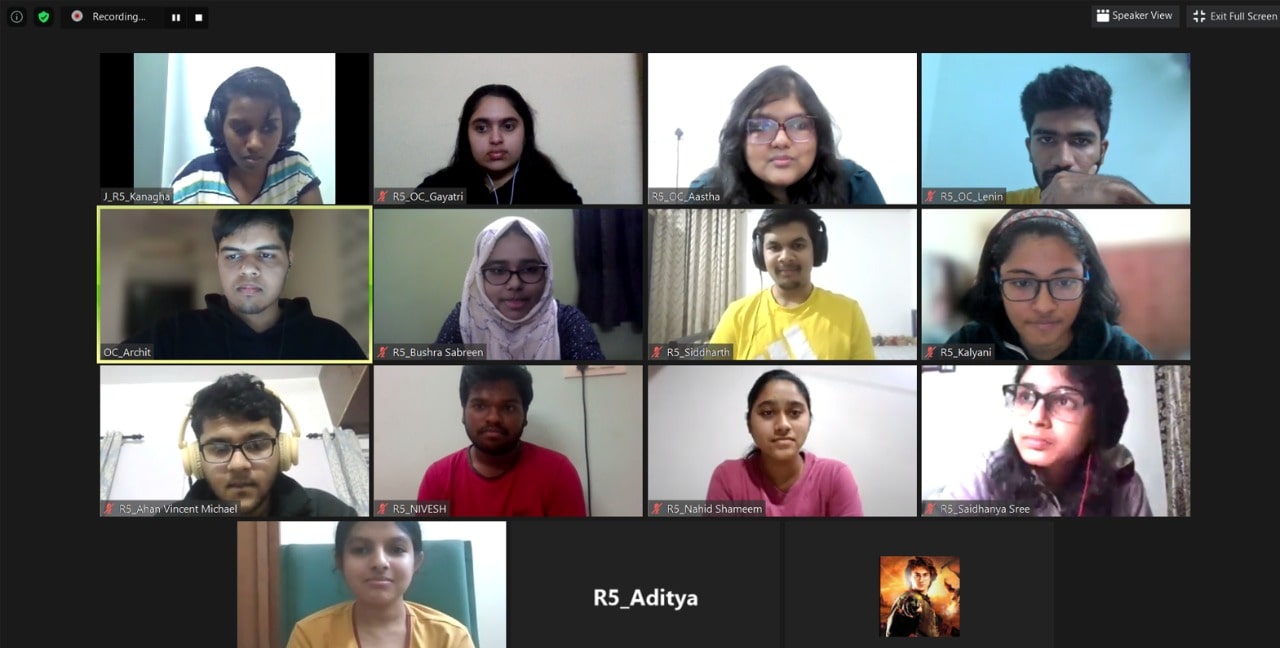 Recording...
Speaker View
Exit Full Screen
J_R5_Kanagha
R5_OC_Gayatri
R5_OC_Aastha
R5_OC_Lenin
OC_Archit
R5_Bushra Sabreen
R5_Siddharth
R5_Kalyani
R5_Ahan Vincent Michael
R5_NIVESH
R5_Nahid Shameem
R5_Saidhanya Sree
R5_Aditya